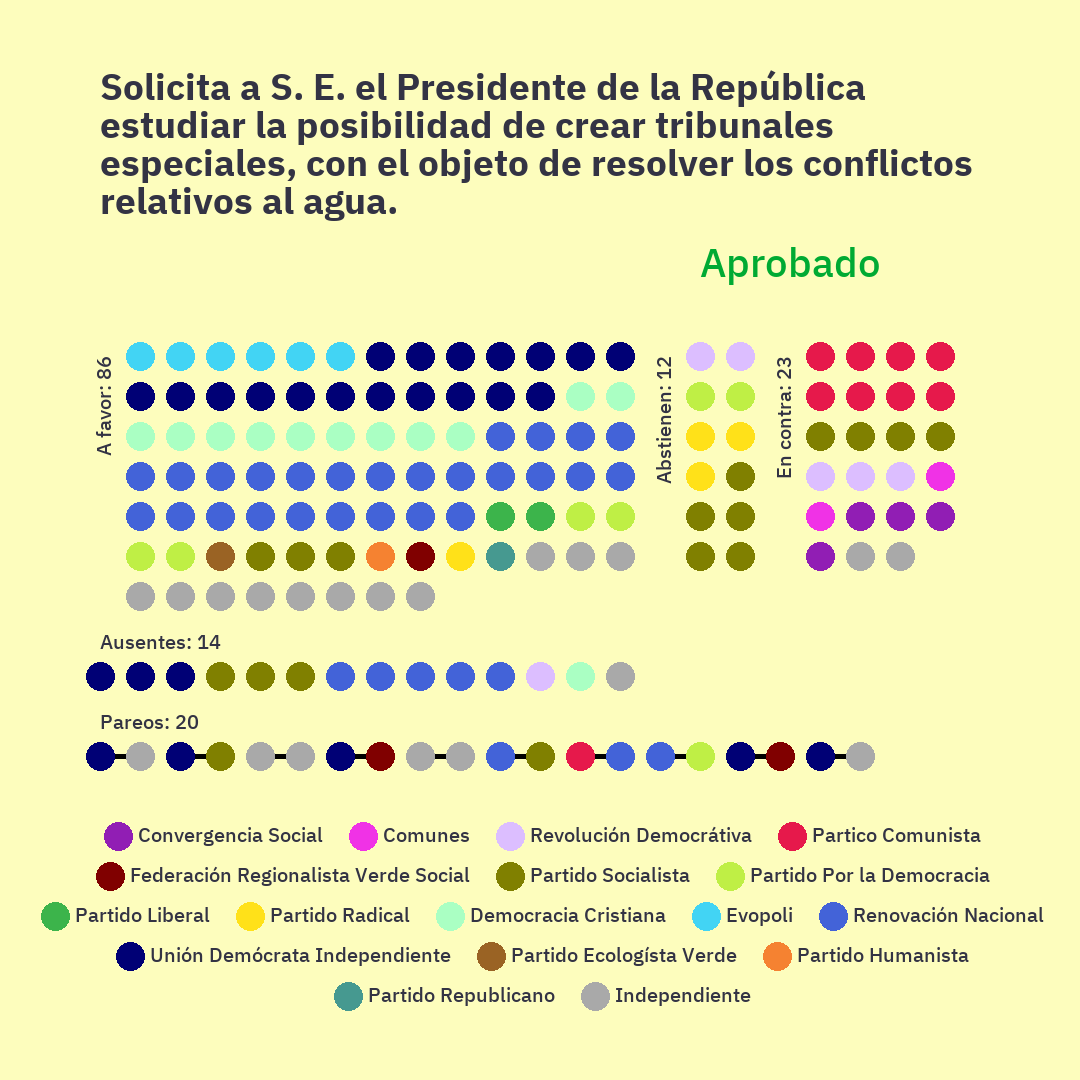 Solicita a S. E. el Presidente de la República
estudiar la posibilidad de crear tribunales
especiales, con el objeto de resolver los conflictos
relativos al agua.
Aprobado
A favor: 86
Abstienen: 12
En contra: 23
Ausentes: 14
Pareos: 20
Convergencia Social
Comunes
Revolución Democrátiva
Partico Comunista
Federación Regionalista Verde Social
Partido Socialista
Partido Por la Democracia
Partido Liberal
Partido Radical
Democracia Cristiana
Evopoli
Renovación Nacional
Unión Demócrata Independiente
Partido Ecologísta Verde
Partido Humanista
Partido Republicano
Independiente